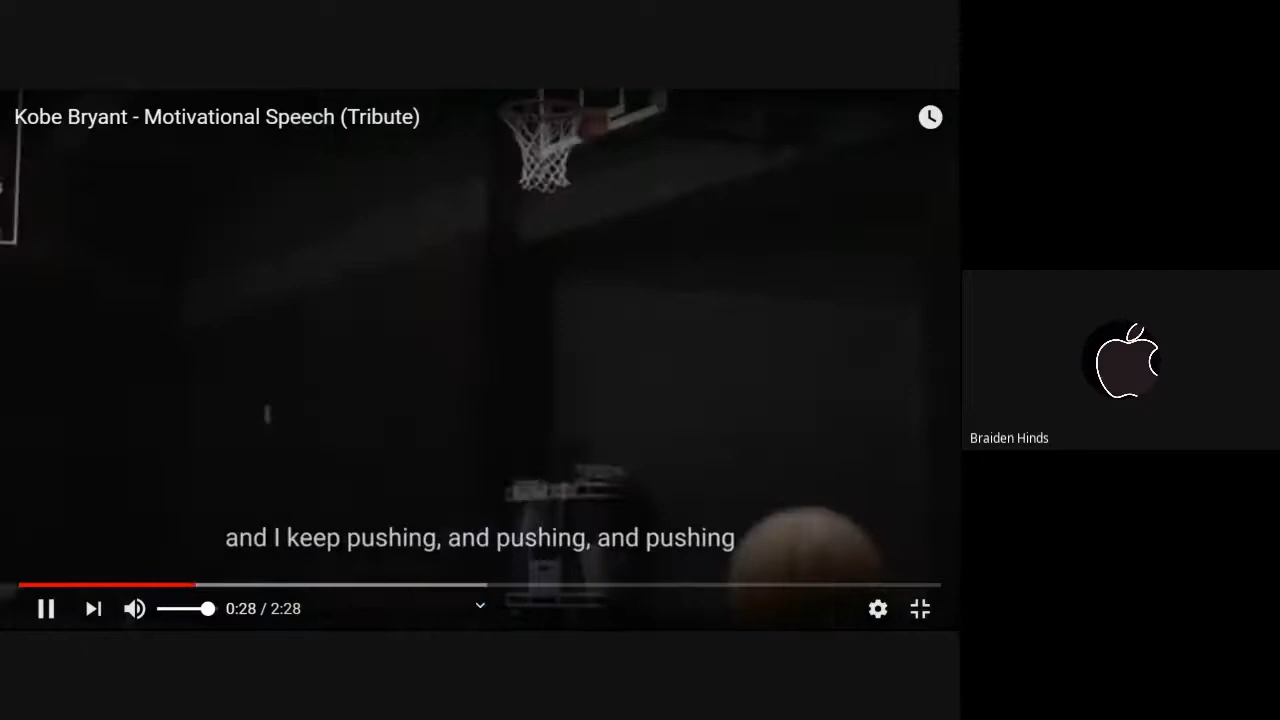 Kobe Bryant - Motivational Speech (Tribute)
and I keep pushing, and pushing, and pushing
0:28 / 2:28
Braiden Hinds